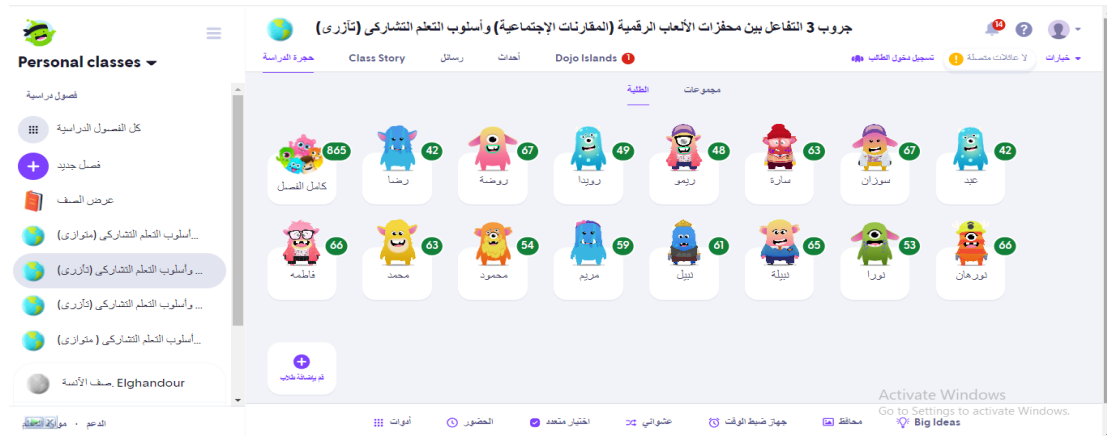 جروب 3 التفاعل بين محفزات الألعاب الرقمية (المقارنات الإجتماعية) وأسلوب التعلم التشاركى (تآزرى)
Personal classes
حجرة الدراسة
Class Story
رسائل
أحداث
Dojo Islands 1
تسجيل دخول الطالب
لا عائلات متصلة
خيارات
فصول دراسية
كل الفصول الدراسية
فصل جديد
عرض الصف
...أسلوب التعلم التشاركى (متوازى)
... وأسلوب التعلم التشاركى (تآزرى)
... وأسلوب التعلم التشاركى (تآزرى)
...أسلوب التعلم التشاركى ( متوازى)
Elghandour .صف الآنسة
الدعم
الطلبة
مجموعات
865 كامل الفصل
42 رضا
67 روضة
49 رويدا
48 ريمو
63 سارة
67 سوزان
42 عبد
66 فاطمه
63 محمد
54 محمود
59 مريم
61 نبيل
65 نبيلة
53 نورا
66 نورهان
قم بإضافة طلاب
Activate Windows
Go to Settings to activate Windows.
أدوات
الحضور
اختيار متعدد
عشوائي
جهاز ضبط الوقت
محافظ
Big Ideas